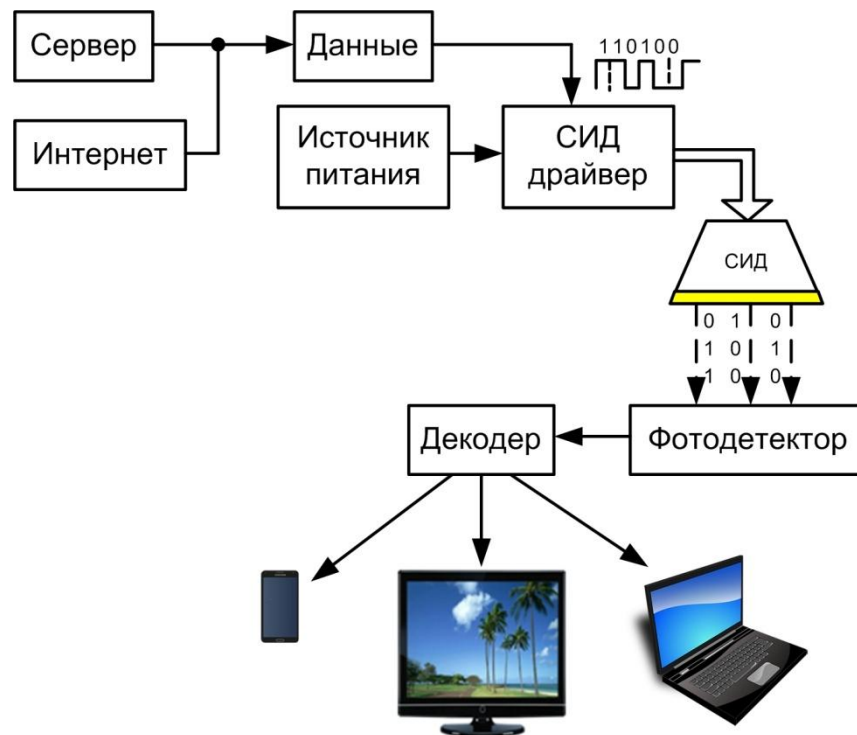 Сервер
Данные
110100
Интернет
Источник
питания
СИД
драйвер
СИД
0 1 0
1 0 1
1 0 0
Декодер
Фотодетектор